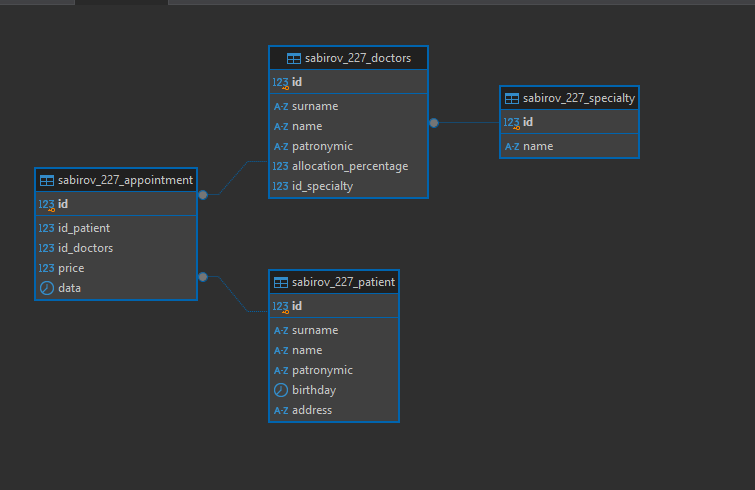 sabirov_227_doctors
123 id
A-Z surname
A-Z name
A-Z patronymic
123 allocation_percentage
123 id_specialty
sabirov_227_specialty
123 id
A-Z name
sabirov_227_appointment
123 id
123 id_patient
123 id_doctors
123 price
data
sabirov_227_patient
123 id
A-Z surname
A-Z name
A-Z patronymic
birthday
A-Z address